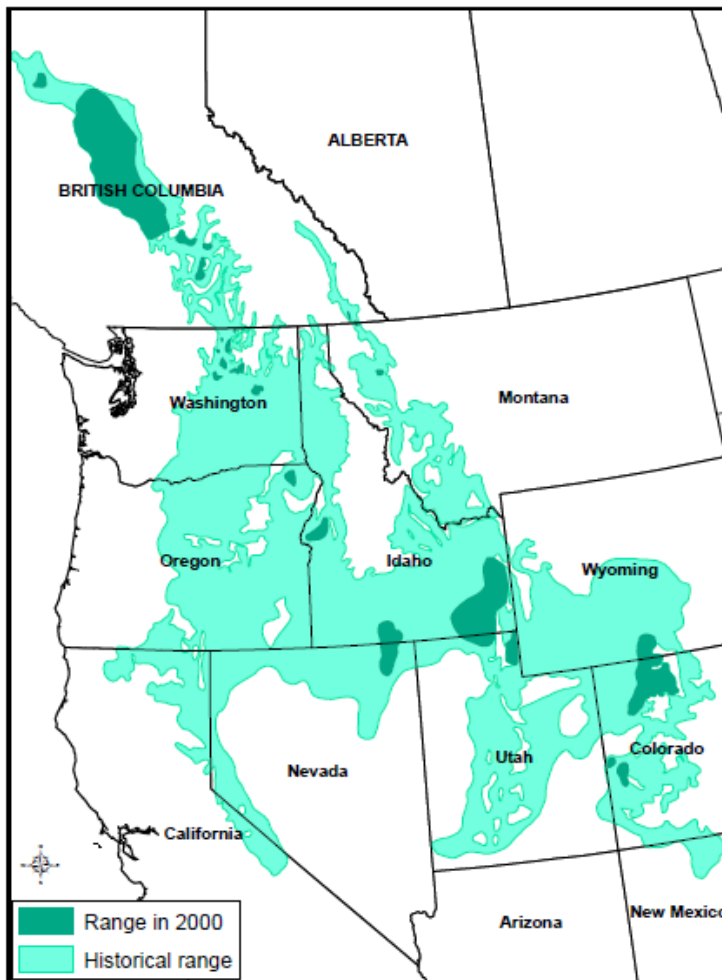 ALBERTA
BRITISH COLUMBIA
Washington
Montana
Oregon
Idaho
Wyoming
Nevada
Utah
Colorado
California
Arizona
New Mexico
Range in 2000
Historical range